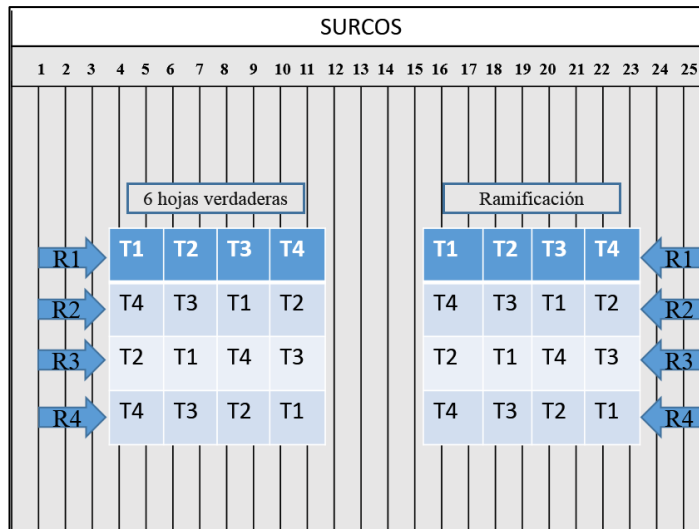 SURCOS
1 2 3 4 5 6 7 8 9 10 11 12 13 14 15 16 17 18 19 20 21 22 23 24 25
6 hojas verdaderas Ramificación
R1 T1 T2 T3 T4 T1 T2 T3 T4 R1
R2 T4 T3 T1 T2 T4 T3 T1 T2 R2
R3 T2 T1 T4 T3 T2 T1 T4 T3 R3
R4 T4 T3 T2 T1 T4 T3 T2 T1 R4